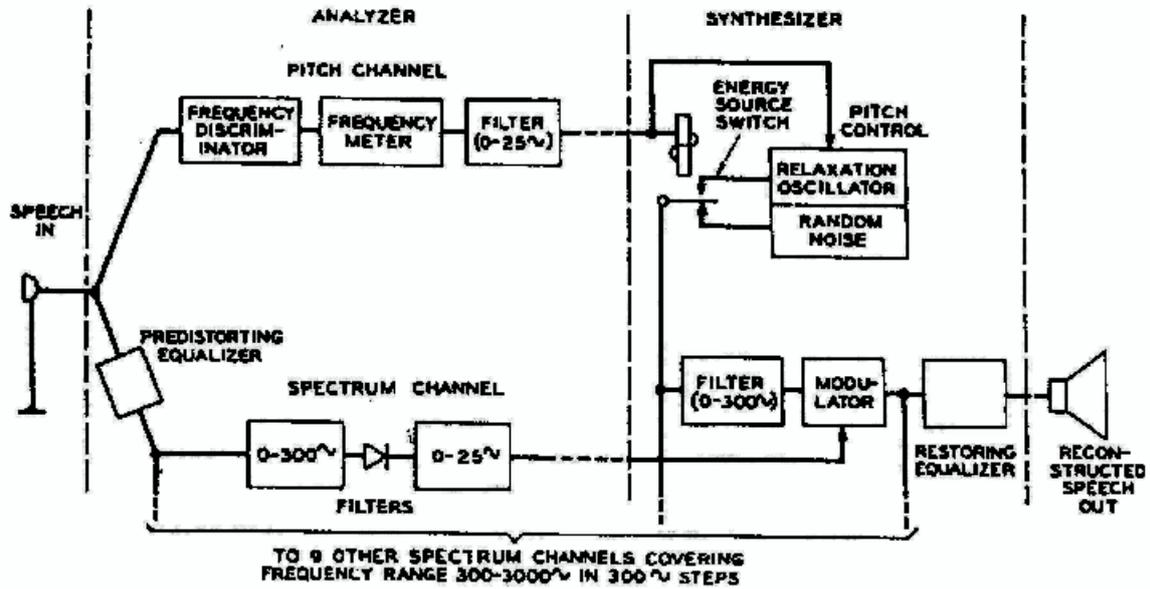 ANALYZER
SYNTHESIZER
PITCH CHANNEL
FREQUENCY
DISCRIM-
INATOR
FREQUENCY
METER
FILTER
(0-25~)
ENERGY
SOURCE
SWITCH
PITCH
CONTROL
RELAXATION
OSCILLATOR
RANDOM
NOISE
SPEECH
IN
PREDISTORTING
EQUALIZER
SPECTRUM CHANNEL
0-300~
0-25~
FILTERS
FILTER
(0-300~)
MODU-
LATOR
RESTORING
EQUALIZER
RECON-
STRUCTED
SPEECH
OUT
TO 9 OTHER SPECTRUM CHANNELS COVERING
FREQUENCY RANGE 300-3000~ IN 300~ STEPS